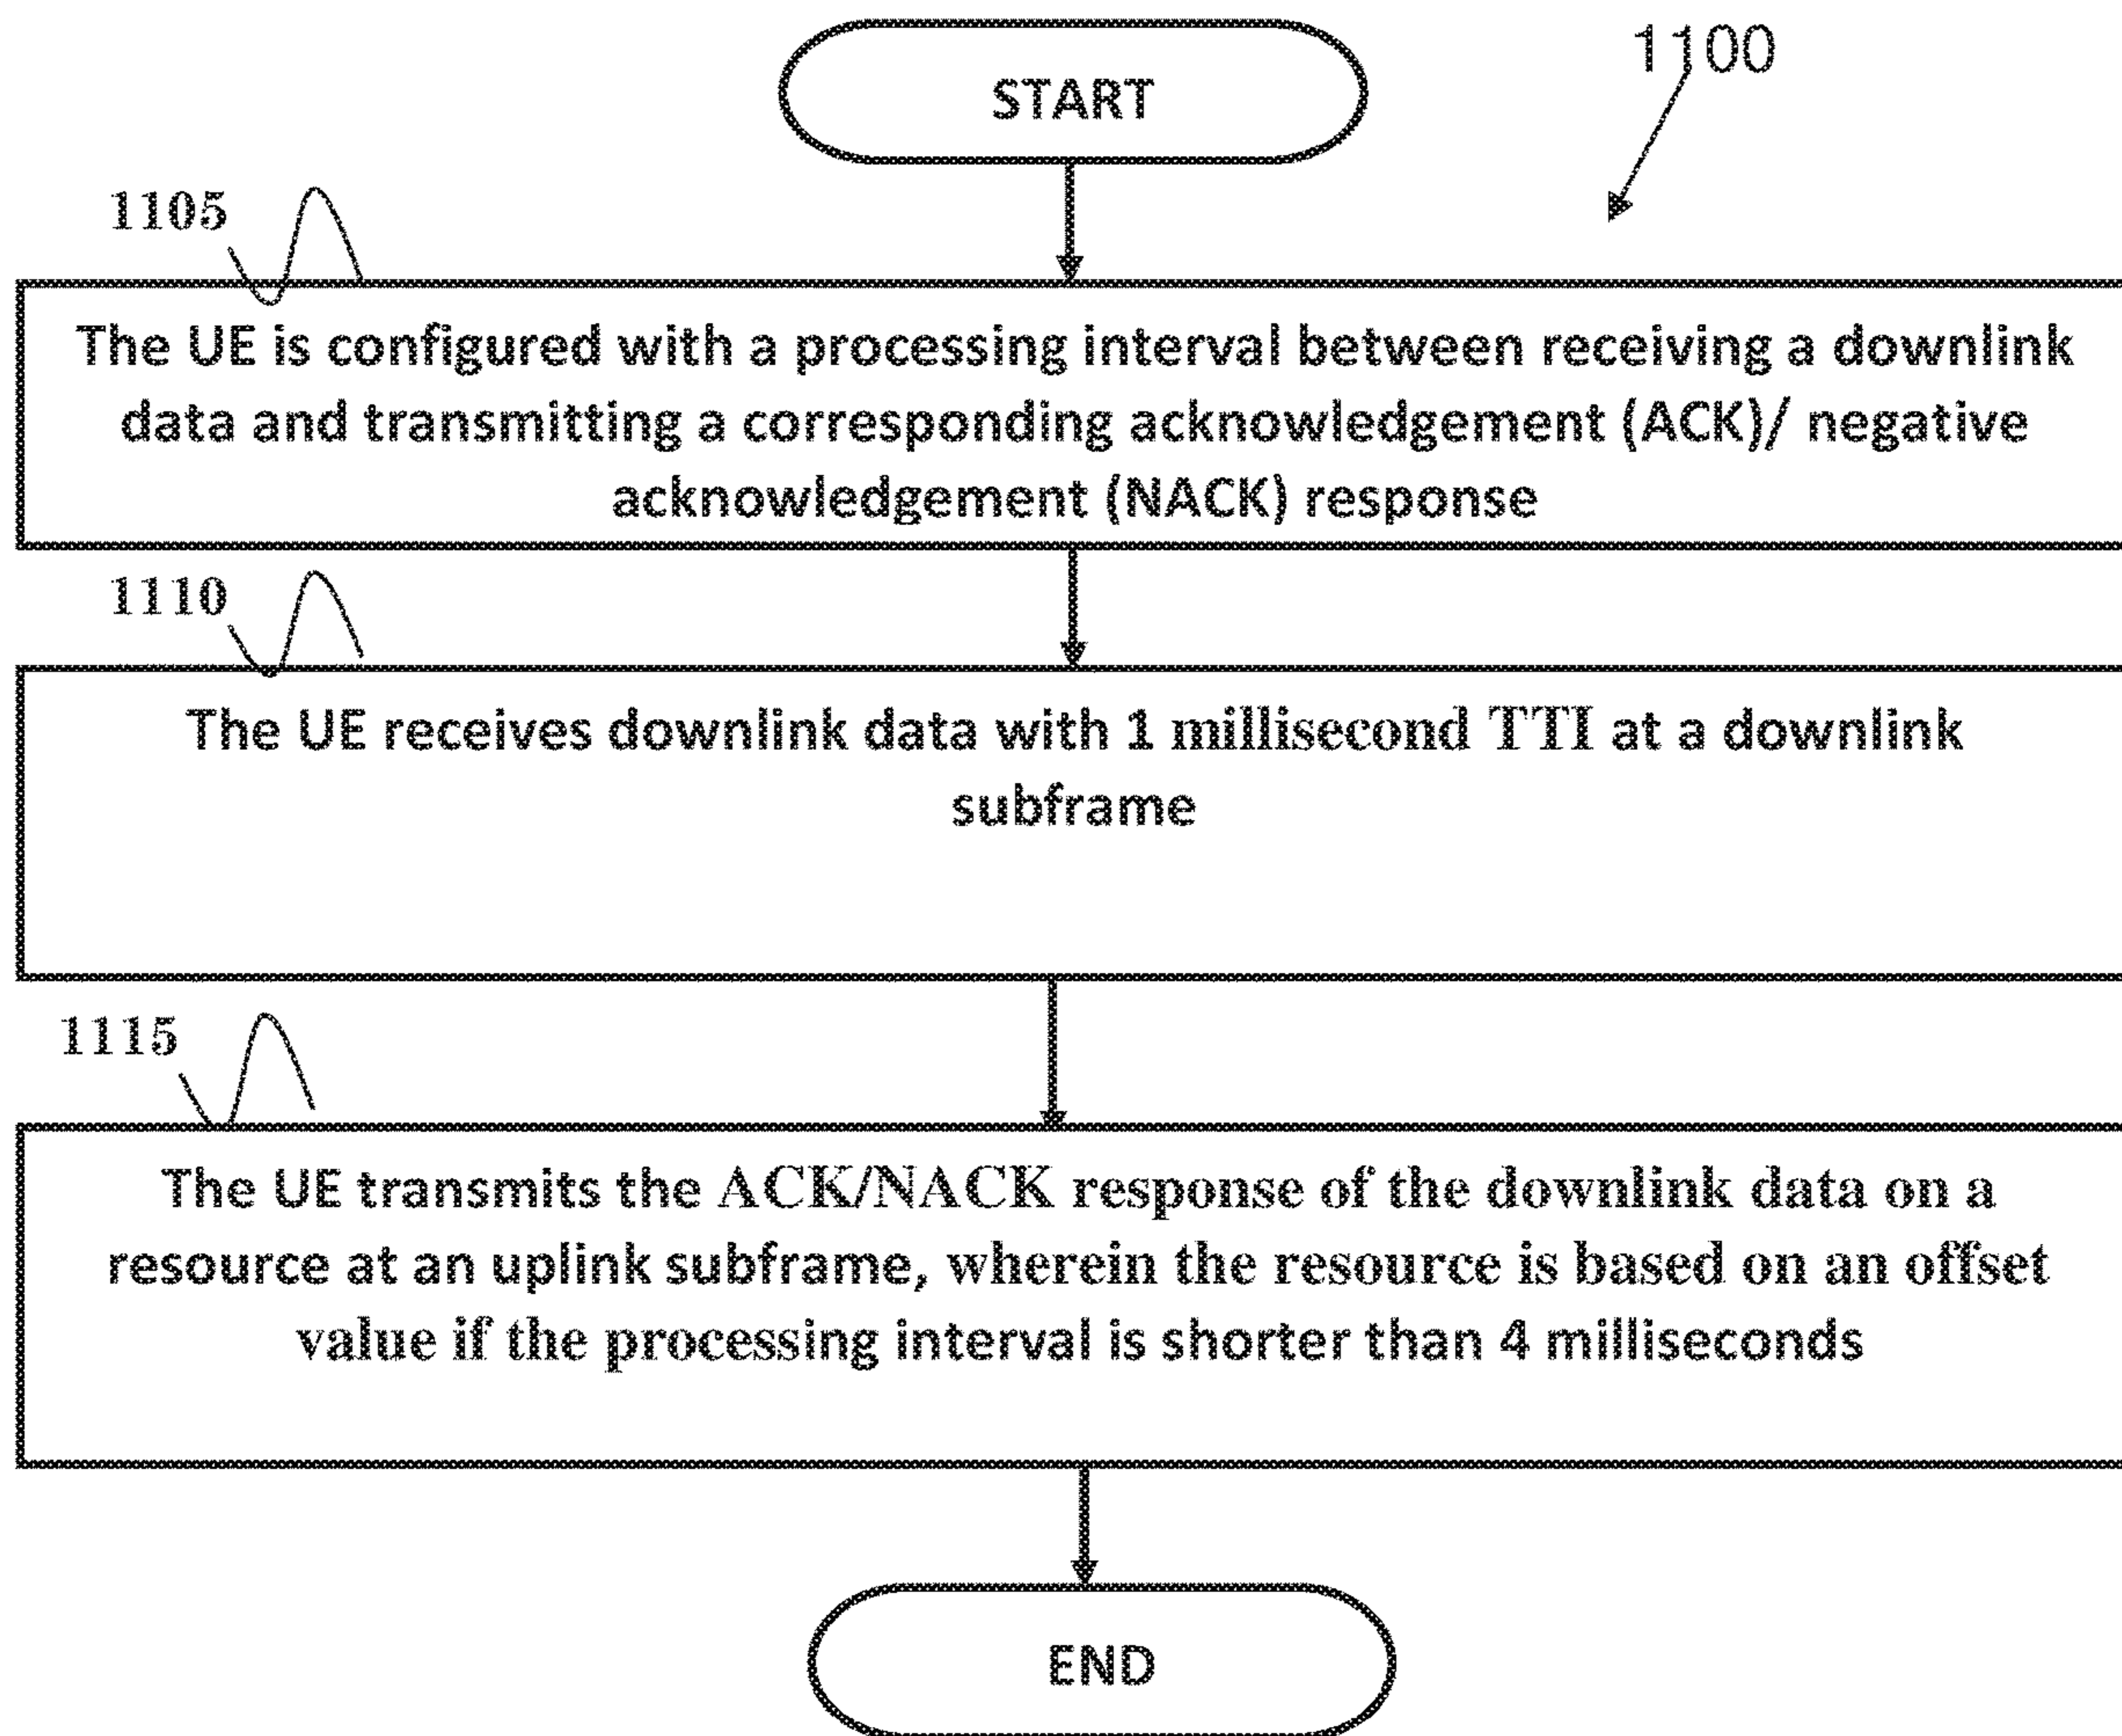 START
1100
1105
The UE is configured with a processing interval between receiving a downlink
data and transmitting a corresponding acknowledgement (ACK)/ negative
acknowledgement (NACK) response
1110
The UE receives downlink data with 1 millisecond TTI at a downlink
subframe
1115
The UE transmits the ACK/NACK response of the downlink data on a
resource at an uplink subframe, wherein the resource is based on an offset
value if the processing interval is shorter than 4 milliseconds
END